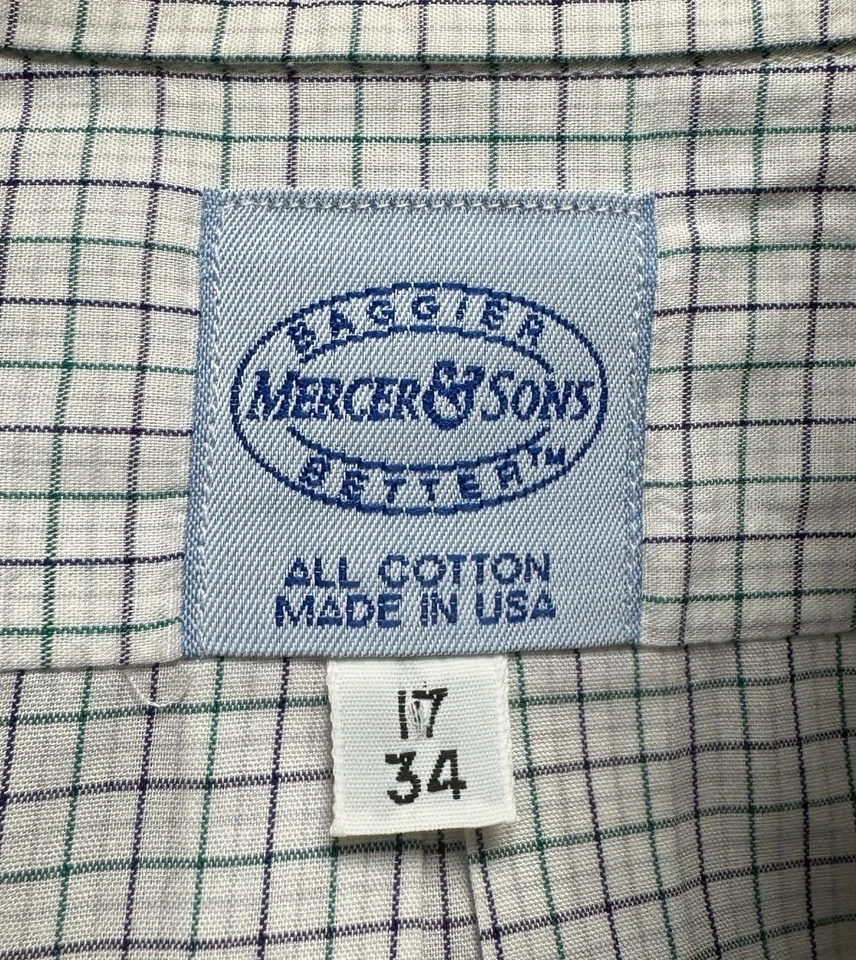 BAGGIER
MERCER & SONS
BETTER™
ALL COTTON
MADE IN USA
17
34